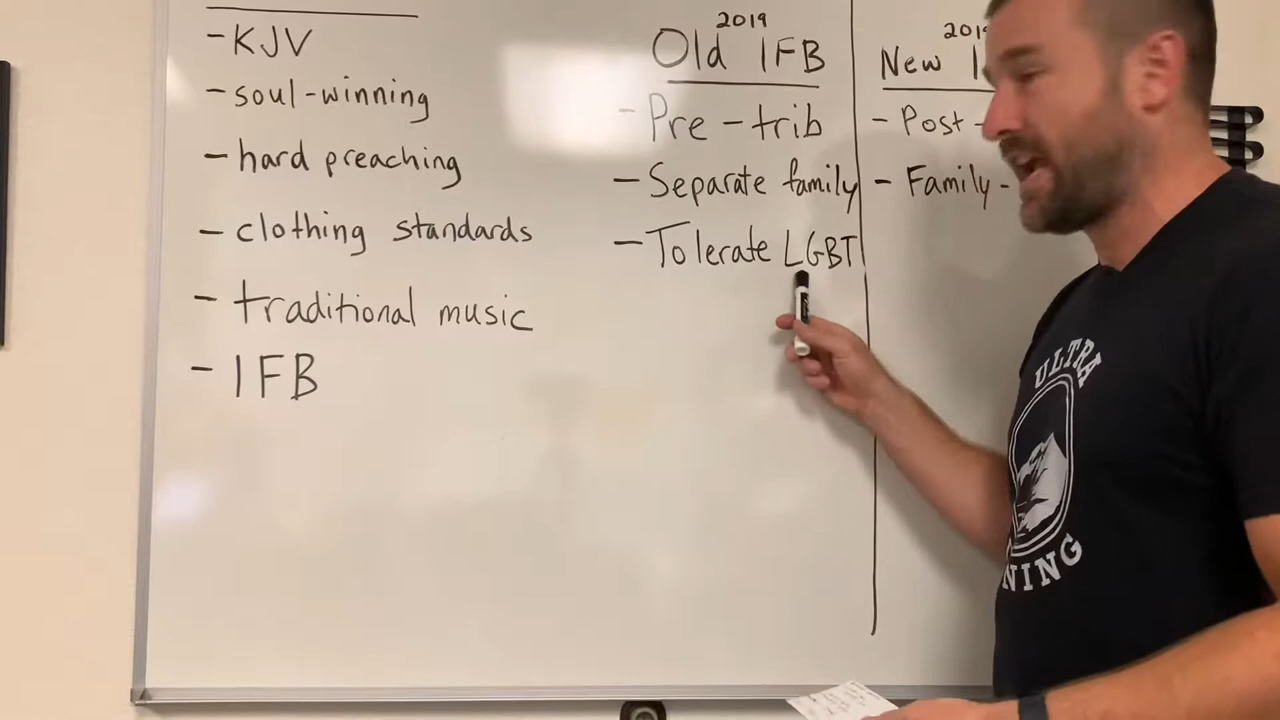 - KJV
- soul-winning
- hard preaching
- clothing standards
- traditional music
- IFB
2019
Old IFB
- Pre-trib
- Separate family
- Tolerate LGBT
New
- Post-
- Family-
ULTRA